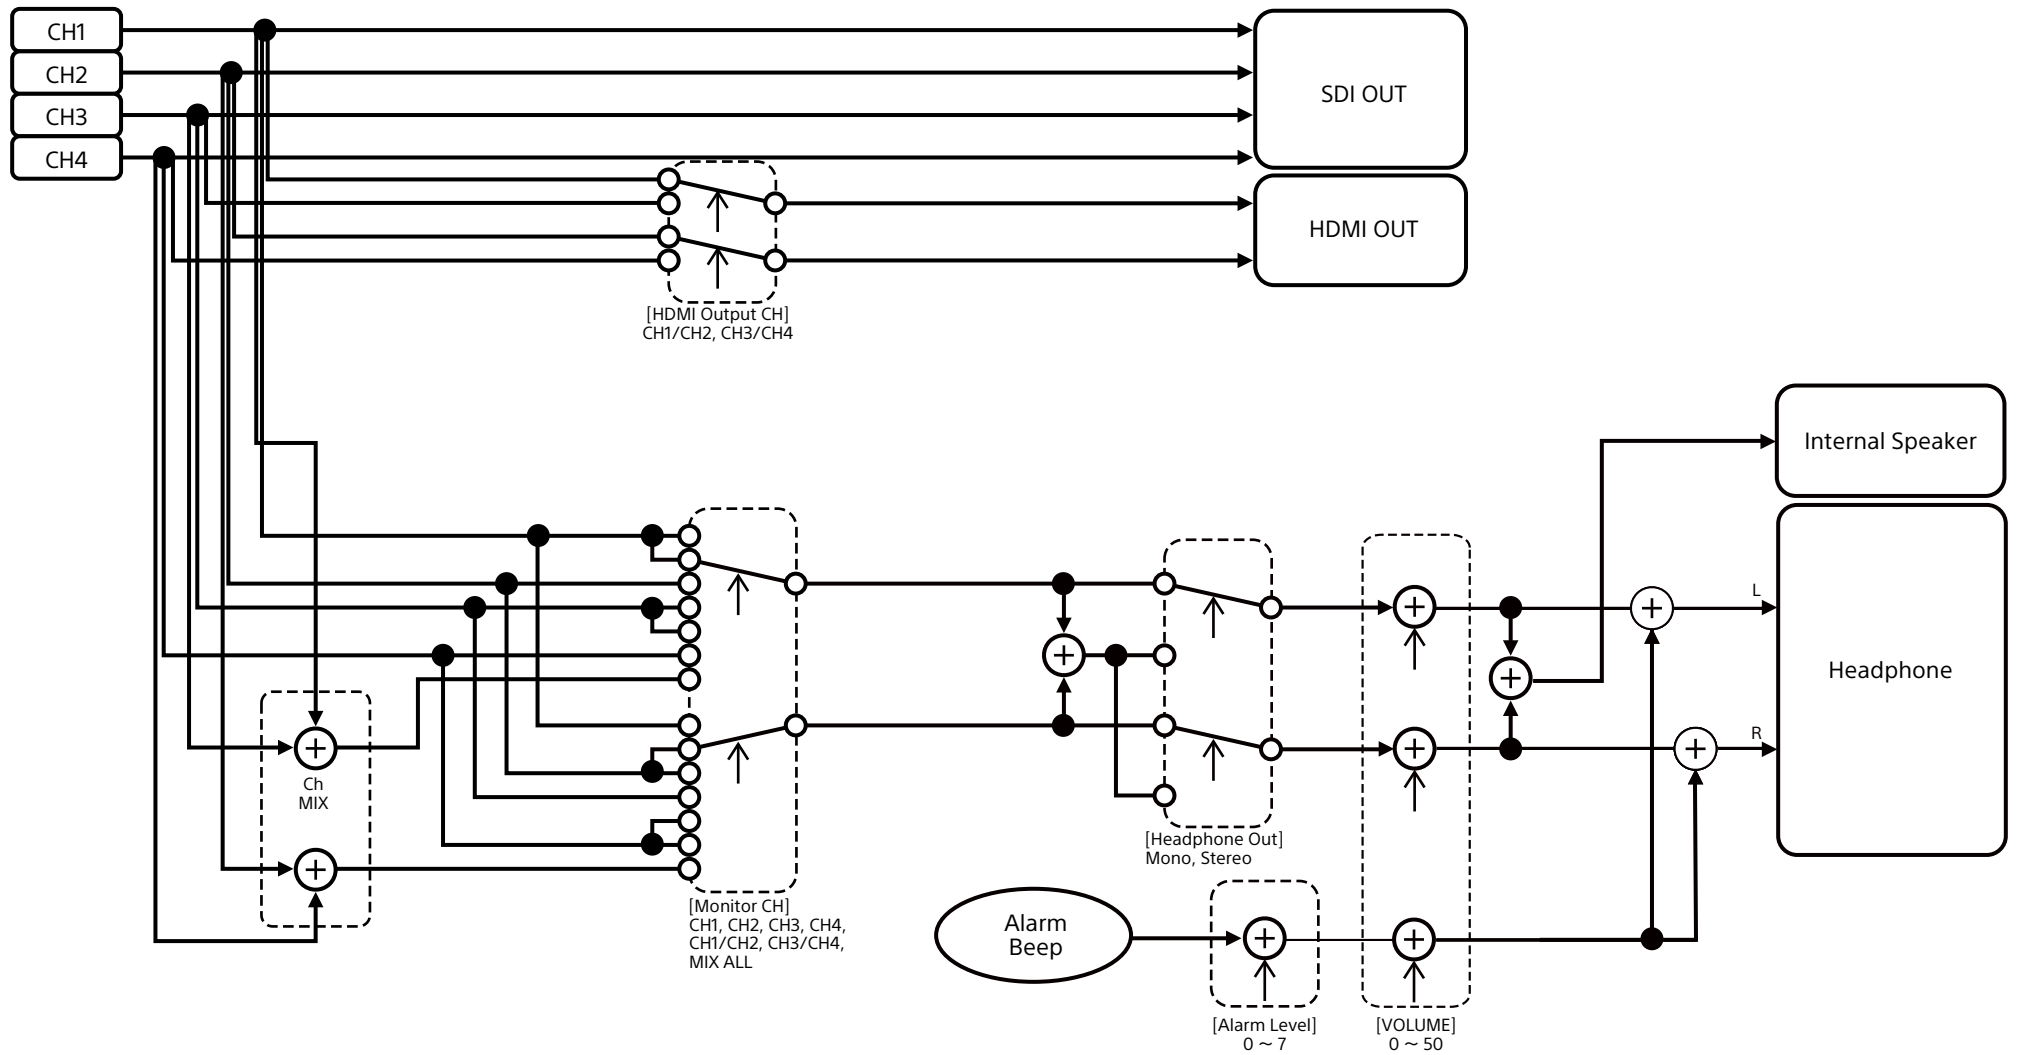 CH1
CH2
CH3
CH4
SDI OUT
HDMI OUT
[HDMI Output CH]
CH1/CH2, CH3/CH4
Internal Speaker
Headphone
L
R
Ch
MIX
[Monitor CH]
CH1, CH2, CH3, CH4,
CH1/CH2, CH3/CH4,
MIX ALL
[Headphone Out]
Mono, Stereo
Alarm
Beep
[Alarm Level]
0 ~ 7
[VOLUME]
0 ~ 50